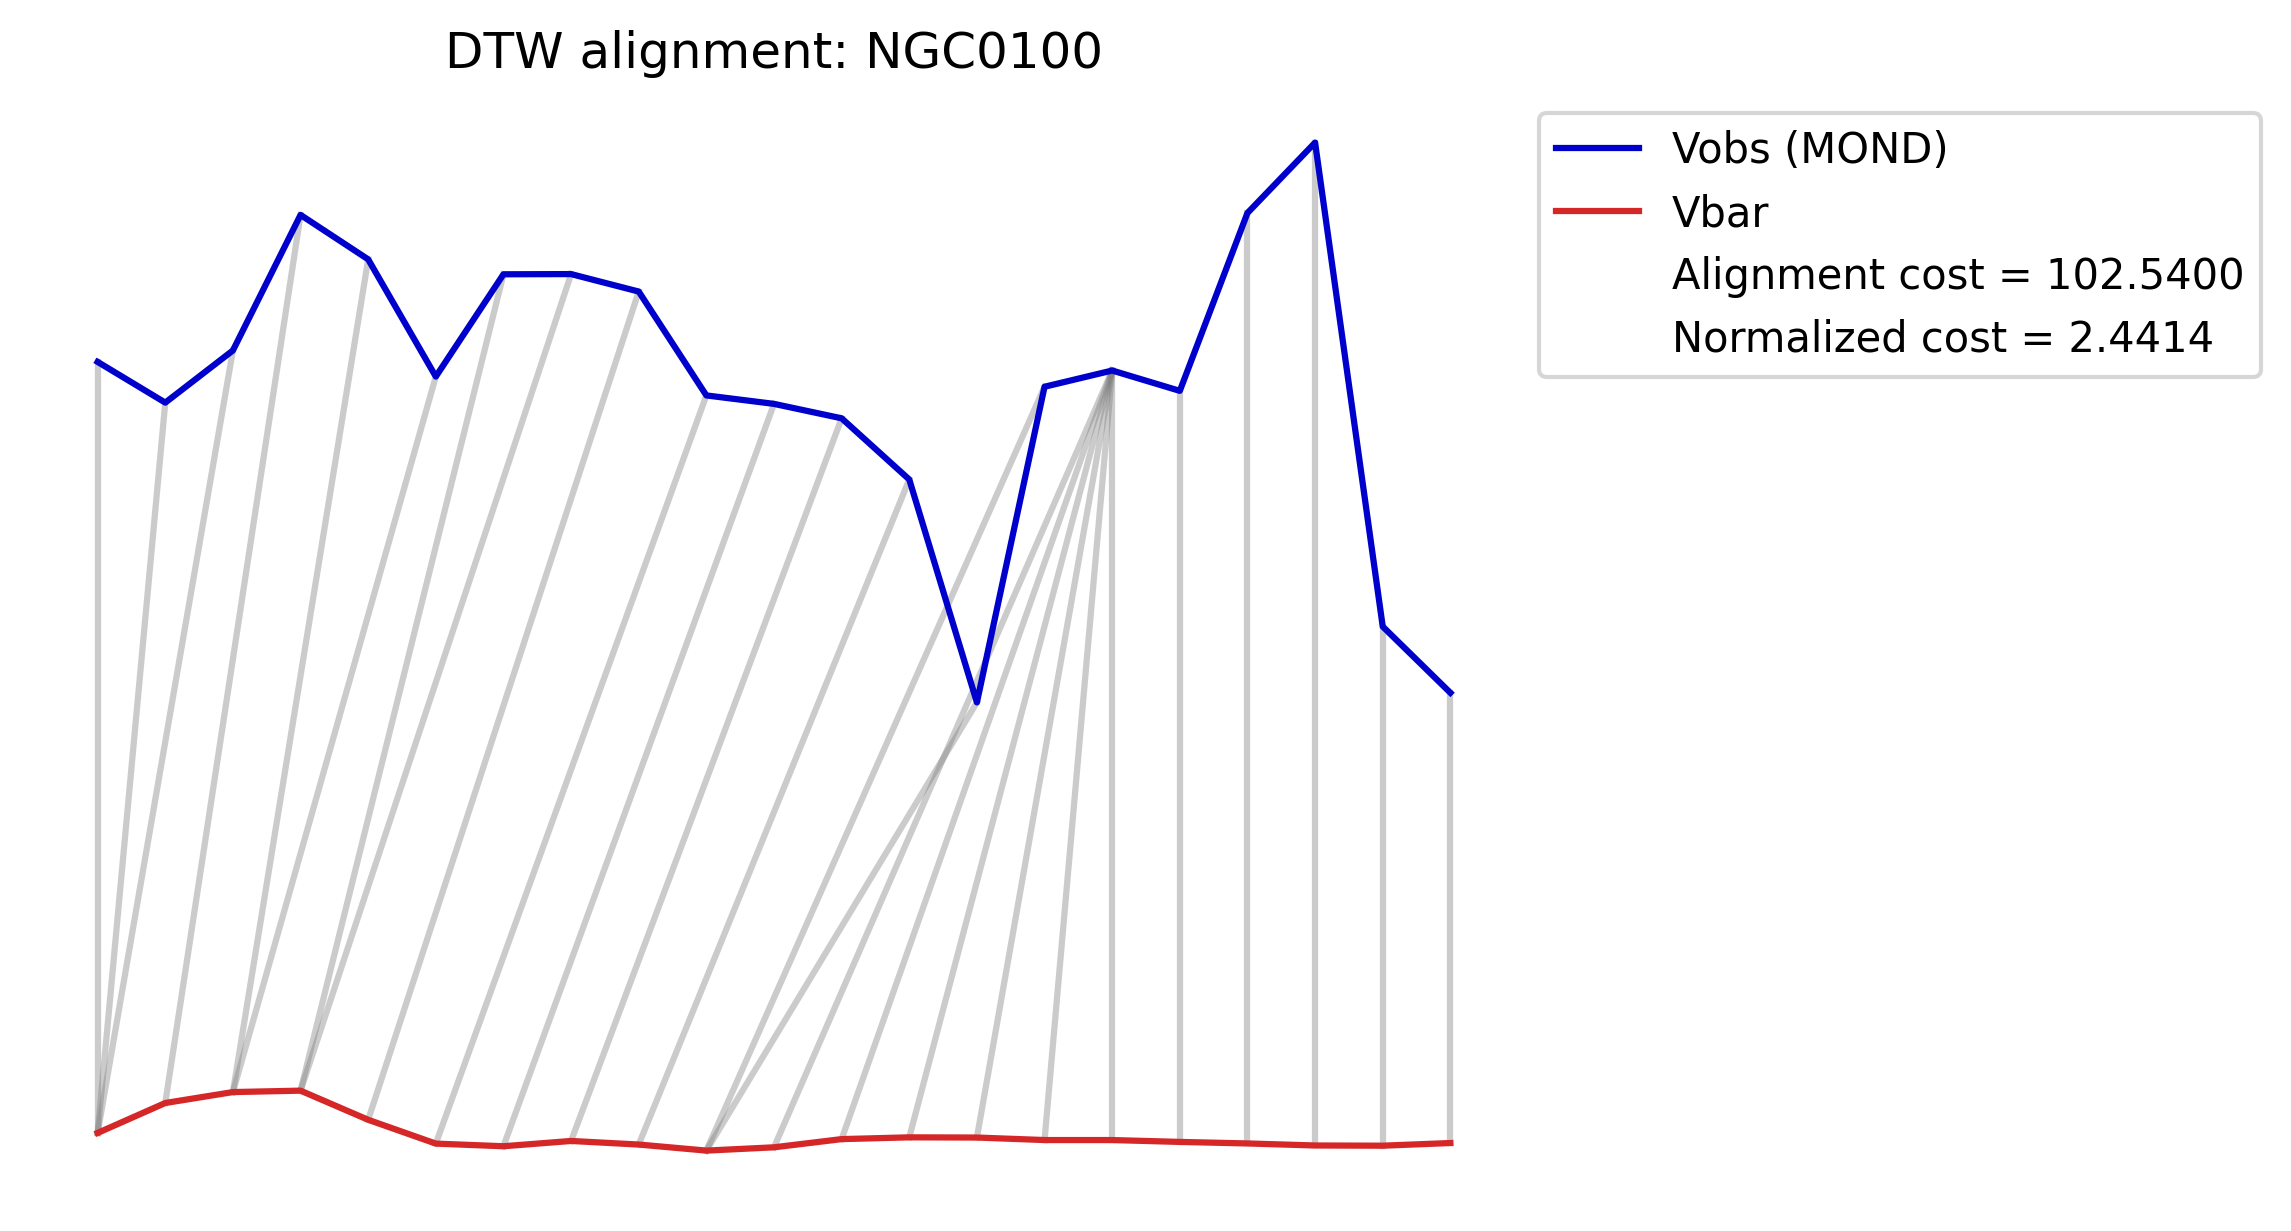 DTW alignment: NGC0100
Vobs (MOND)
Vbar
Alignment cost = 102.5400
Normalized cost = 2.4414